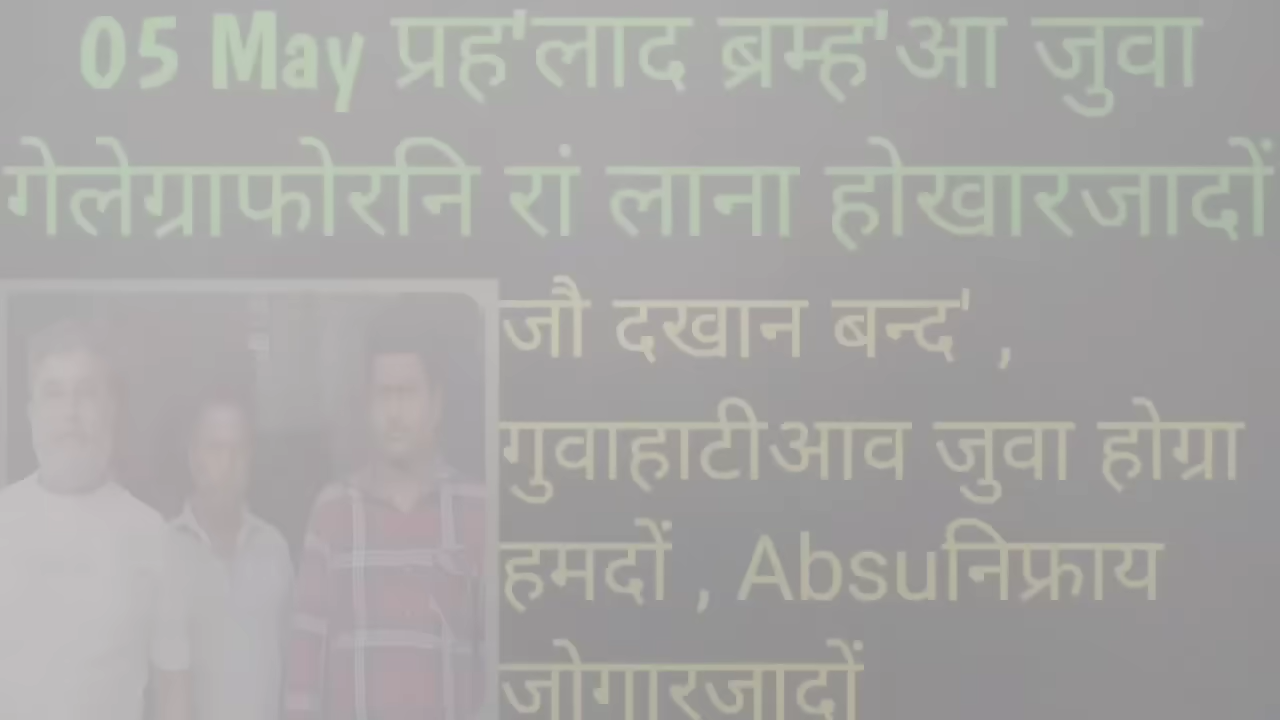 05 May प्रह'लाद ब्रम्ह'आ जुवा
गेलेग्राफोरनि रां लाना होखारजादों
जौ दखान बन्द' ,
गुवाहाटीआव जुवा होग्रा
हमदों , Absuनिफ्राय
जोगारजादों